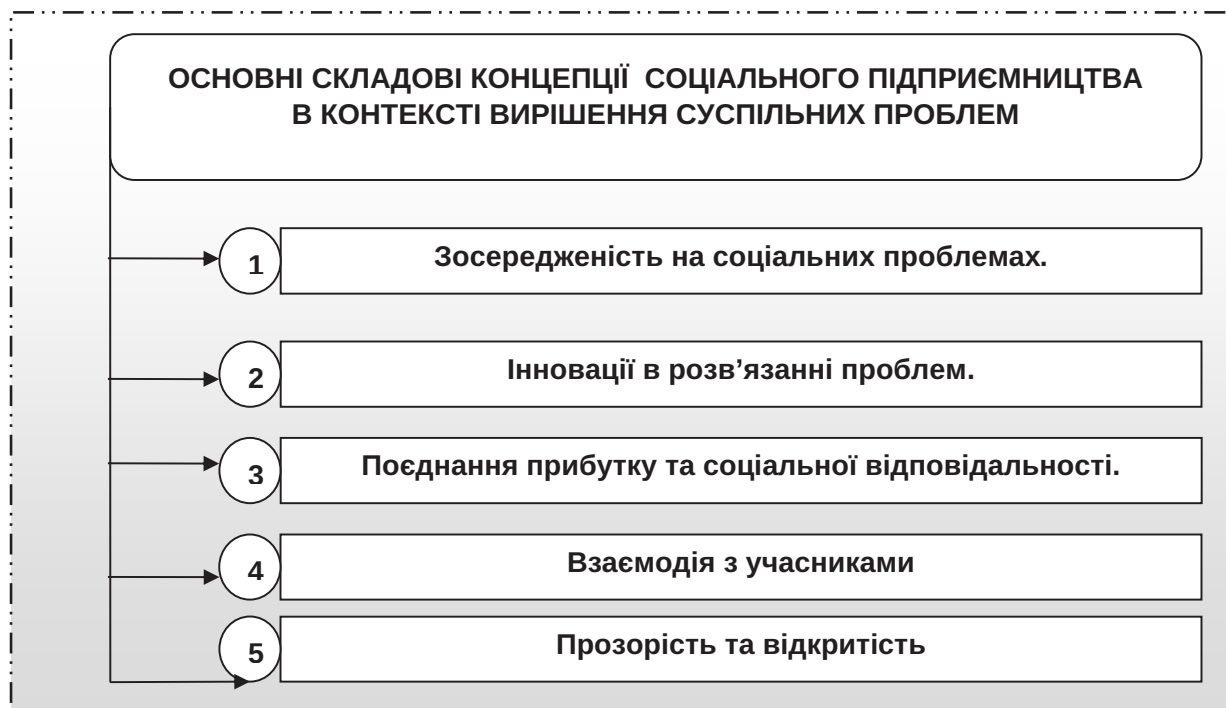 ОСНОВНІ СКЛАДОВІ КОНЦЕПЦІЇ СОЦІАЛЬНОГО ПІДПРИЄМНИЦТВА
В КОНТЕКСТІ ВИРІШЕННЯ СУСПІЛЬНИХ ПРОБЛЕМ
1 Зосередженість на соціальних проблемах.
2 Інновації в розв’язанні проблем.
3 Поєднання прибутку та соціальної відповідальності.
4 Взаємодія з учасниками
5 Прозорість та відкритість